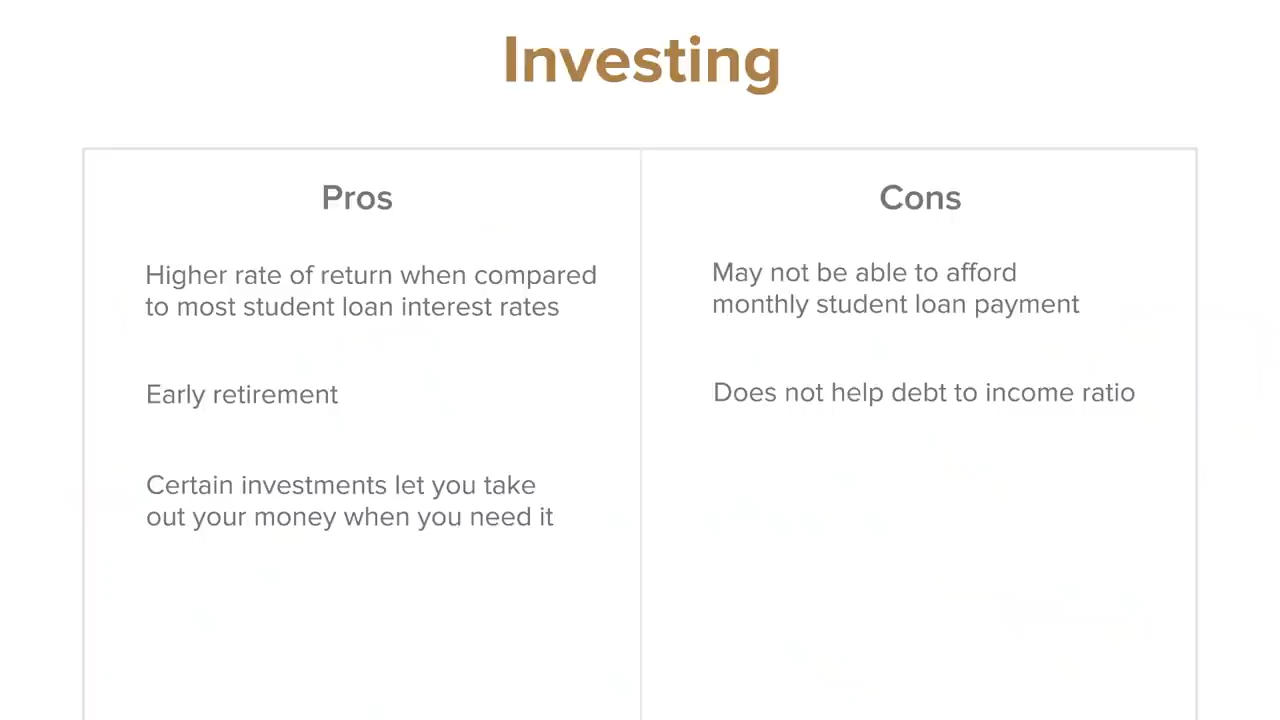 Investing
Pros
Higher rate of return when compared
to most student loan interest rates
Early retirement
Certain investments let you take
out your money when you need it
Cons
May not be able to afford
monthly student loan payment
Does not help debt to income ratio